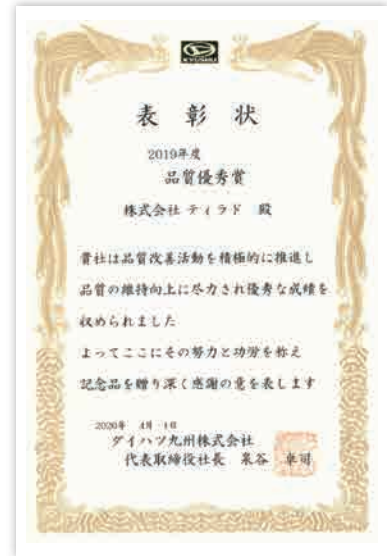 KYUSHU
表彰状
2019年度
品質優秀賞
株式会社 ティラド 殿
貴社は品質改善活動を積極的に推進し
品質の維持向上に尽力され優秀な成績を
収められました
よってここにその努力と功労を称え
記念品を贈り深く感謝の意を表します
2020年 4月 1日
ダイハツ九州株式会社
代表取締役社長 泉谷 卓司